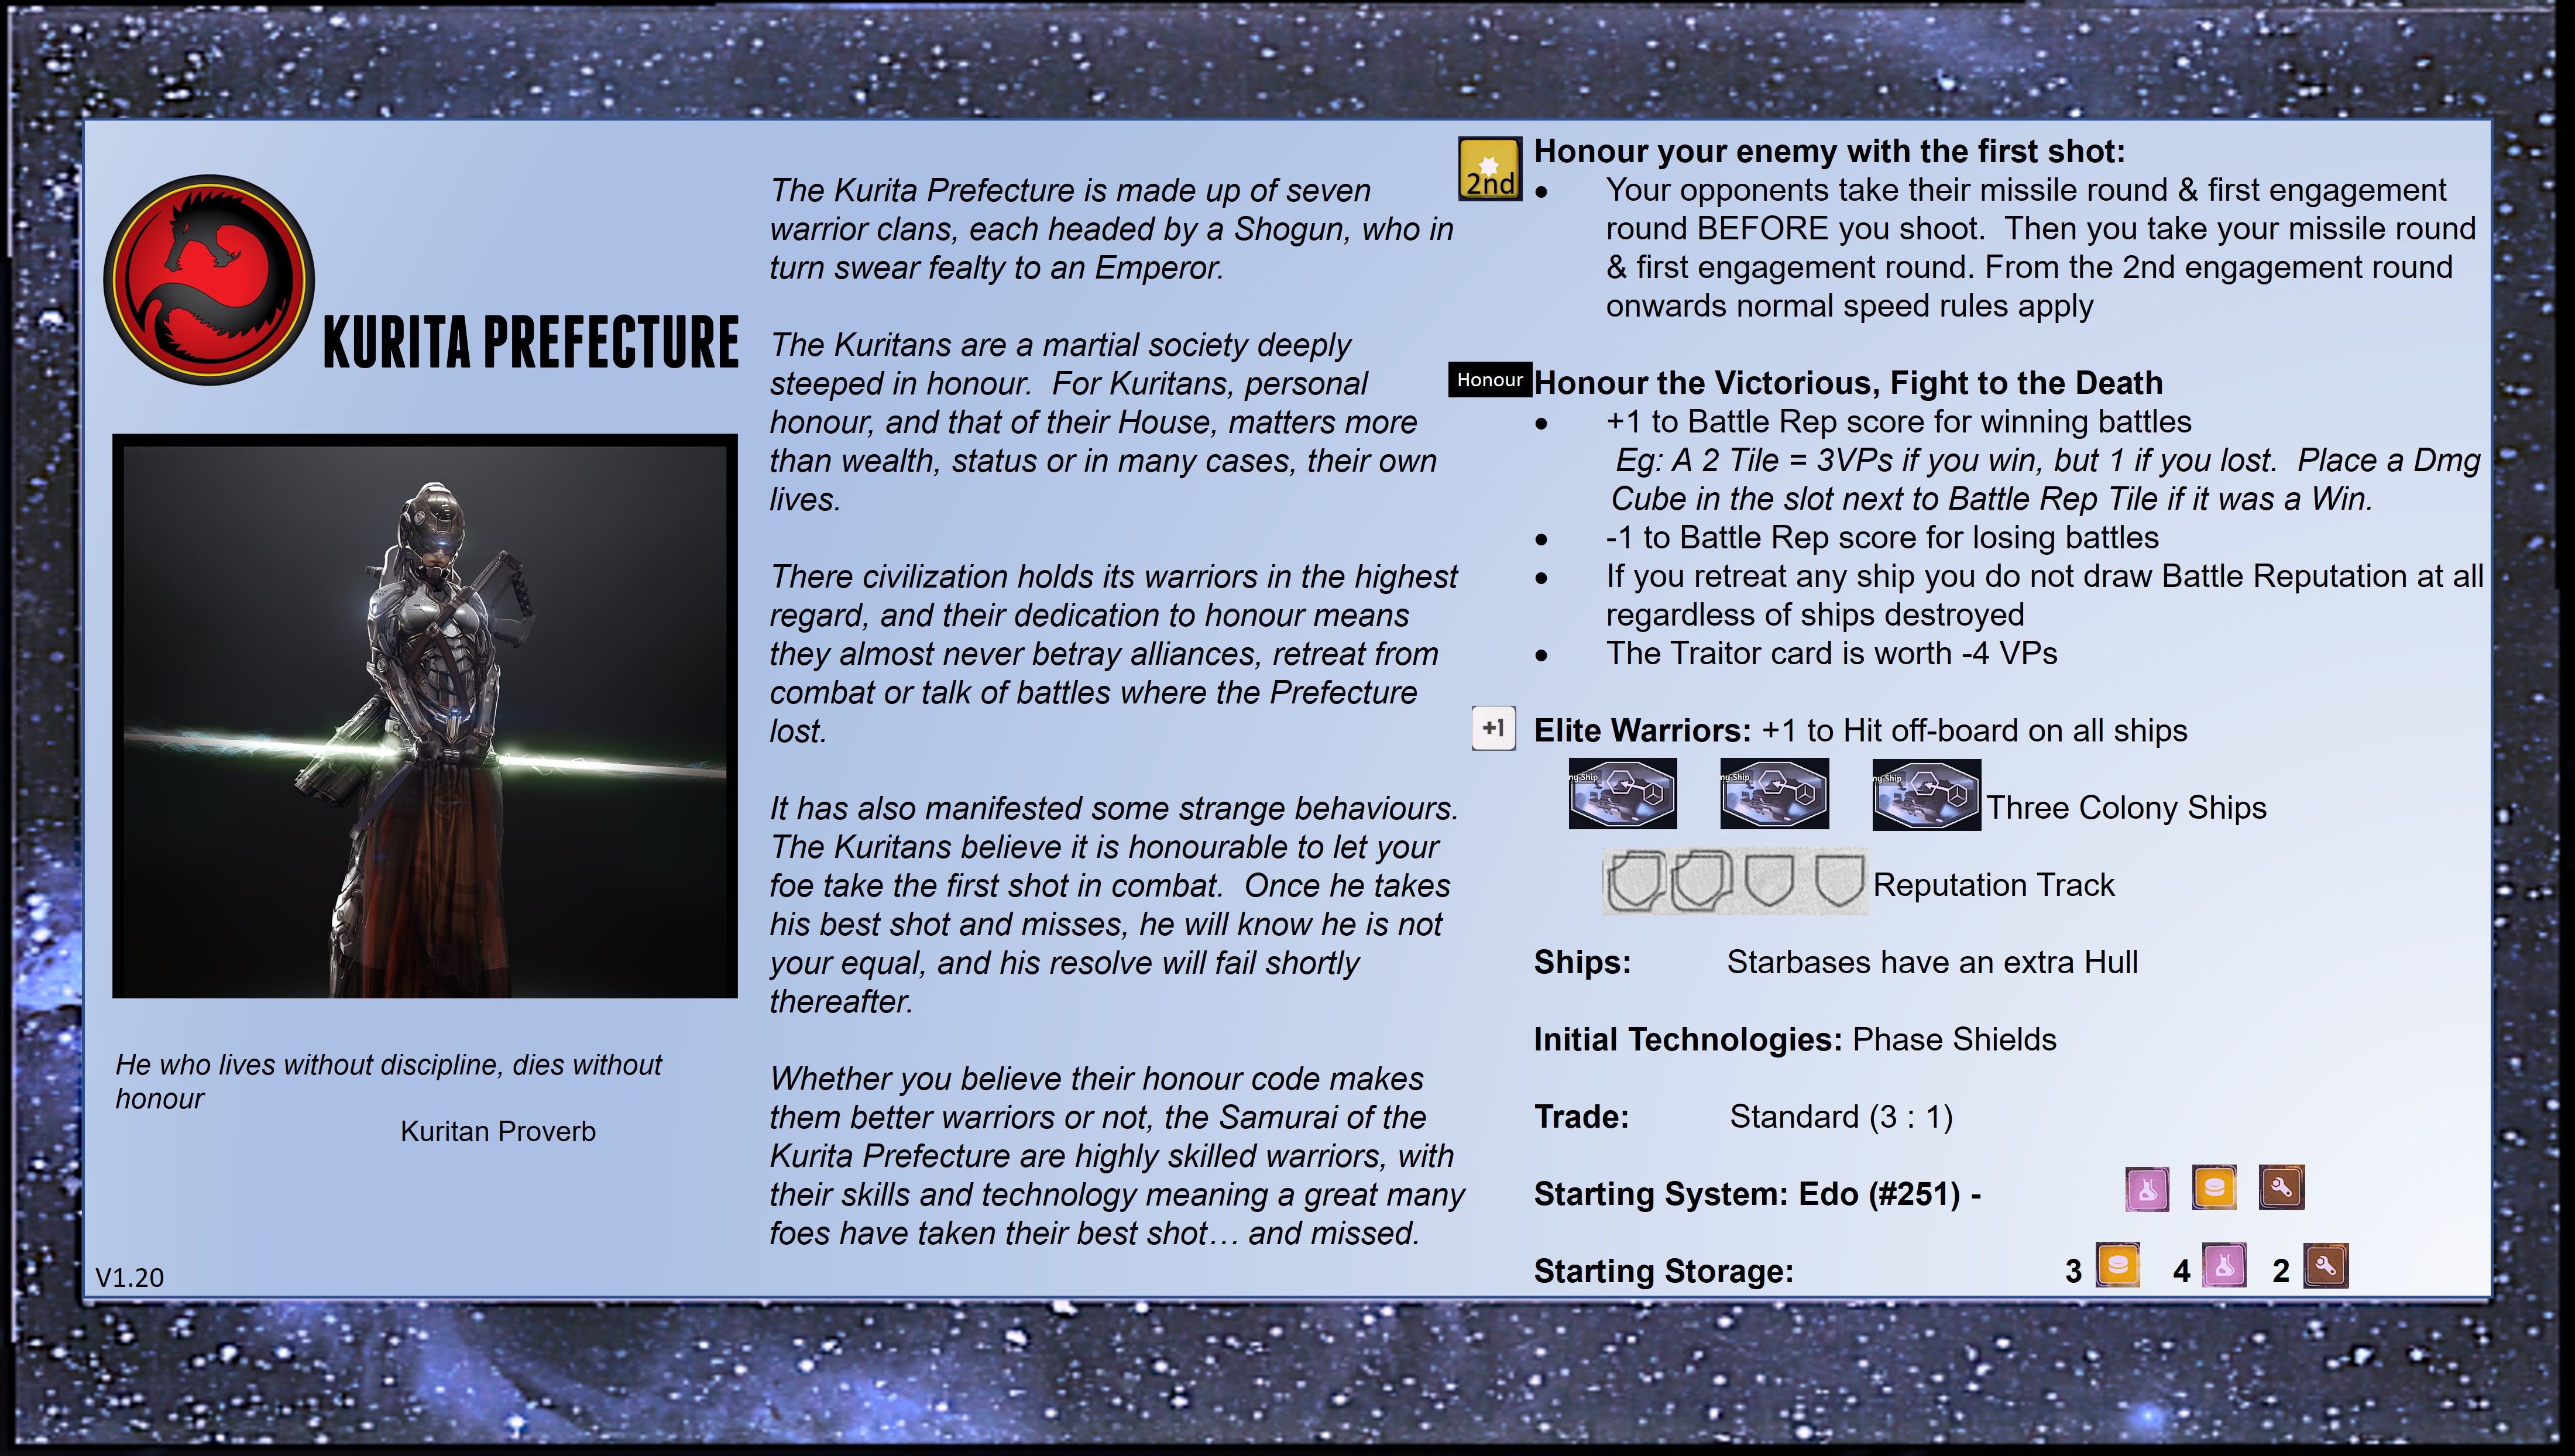 KURITA PREFECTURE
He who lives without discipline, dies without
honour
Kuritan Proverb
V1.20
The Kurita Prefecture is made up of seven
warrior clans, each headed by a Shogun, who in
turn swear fealty to an Emperor.
The Kuritans are a martial society deeply
steeped in honour.  For Kuritans, personal
honour, and that of their House, matters more
than wealth, status or in many cases, their own
lives.
There civilization holds its warriors in the highest
regard, and their dedication to honour means
they almost never betray alliances, retreat from
combat or talk of battles where the Prefecture
lost.
It has also manifested some strange behaviours.
The Kuritans believe it is honourable to let your
foe take the first shot in combat.  Once he takes
his best shot and misses, he will know he is not
your equal, and his resolve will fail shortly
thereafter.
Whether you believe their honour code makes
them better warriors or not, the Samurai of the
Kurita Prefecture are highly skilled warriors, with
their skills and technology meaning a great many
foes have taken their best shot… and missed.
2nd
Honour your enemy with the first shot:
• Your opponents take their missile round & first engagement
round BEFORE you shoot.  Then you take your missile round
& first engagement round. From the 2nd engagement round
onwards normal speed rules apply
Honour
Honour the Victorious, Fight to the Death
• +1 to Battle Rep score for winning battles
Eg: A 2 Tile = 3VPs if you win, but 1 if you lost.  Place a Dmg
Cube in the slot next to Battle Rep Tile if it was a Win.
• -1 to Battle Rep score for losing battles
• If you retreat any ship you do not draw Battle Reputation at all
regardless of ships destroyed
• The Traitor card is worth -4 VPs
+1
Elite Warriors: +1 to Hit off-board on all ships
ny Ship ny Ship ny Ship Three Colony Ships
Reputation Track
Ships: Starbases have an extra Hull
Initial Technologies: Phase Shields
Trade: Standard (3 : 1)
Starting System: Edo (#251) -
Starting Storage: 3 4 2